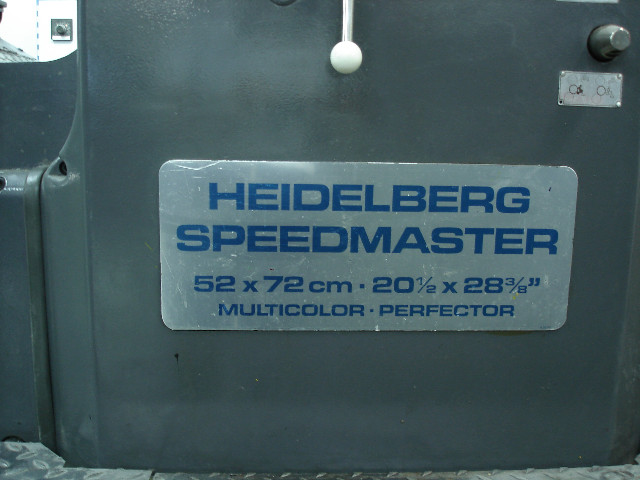 HEIDELBERG
SPEEDMASTER
52 x 72 cm · 20½ x 28⅜"
MULTICOLOR · PERFECTOR